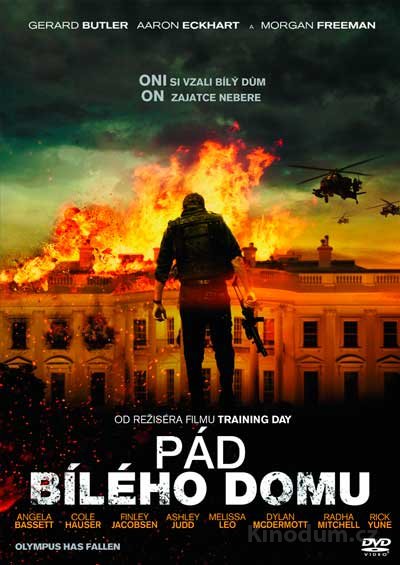 GERARD BUTLER AARON ECKHART A MORGAN FREEMAN
ONI SI VZALI BÍLÝ DŮM
ON ZAJATCE NEBERE
OD REŽISÉRA FILMU TRAINING DAY
PÁD
BÍLÉHO DOMU
ANGELA BASSETT COLE HAUSER FINLEY JACOBSEN ASHLEY JUDD MELISSA LEO DYLAN MCDERMOTT RADHA MITCHELL RICK YUNE
Kinodum.cz
OLYMPUS HAS FALLEN
DVD
VIDEO